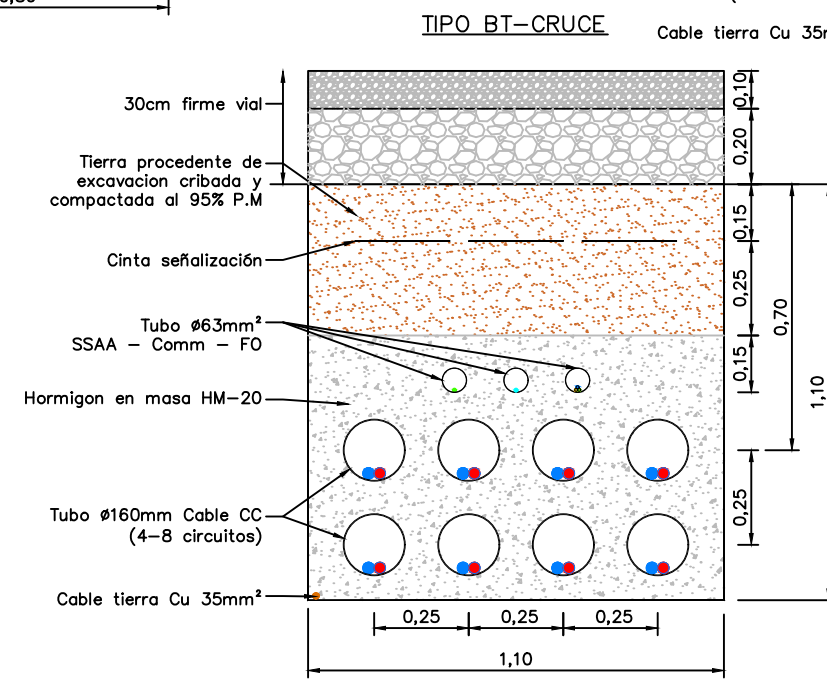 TIPO BT-CRUCE
Cable tierra Cu
30cm firme vial
Tierra procedente de
excavacion cribada y
compactada al 95% P.M
Cinta señalización
Tubo Ø63mm²
SSAA - Comm - FO
Hormigon en masa HM-20
Tubo Ø160mm Cable CC
(4-8 circuitos)
Cable tierra Cu 35mm²
0,10
0,20
0,15
0,25
0,15
0,70
1,10
0,25
0,25
0,25
0,25
1,10